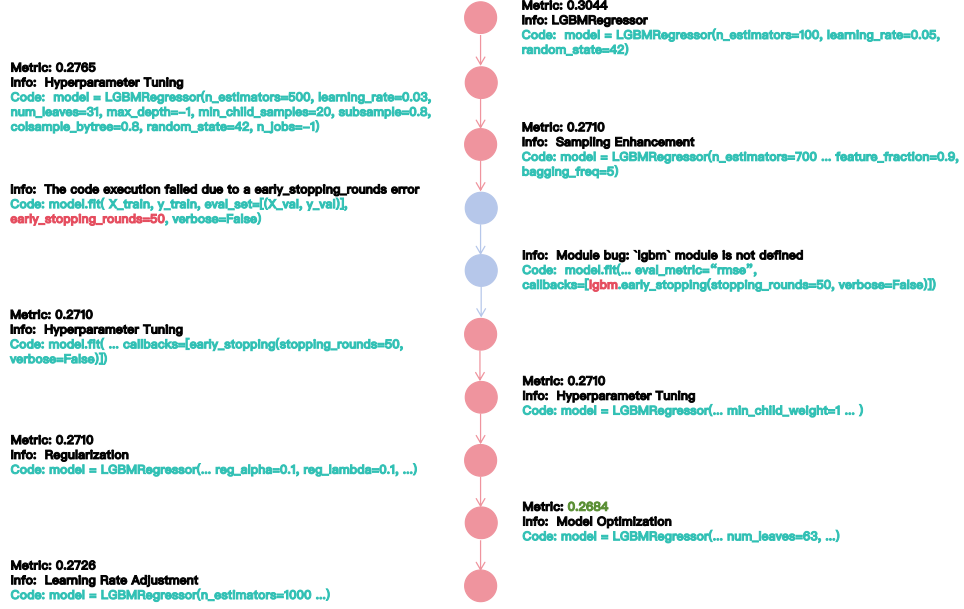 Metric: 0.3044
Info: LGBMRegressor
Code: model = LGBMRegressor(n_estimators=100, learning_rate=0.05,
random_state=42)
Metric: 0.2765
Info: Hyperparameter Tuning
Code: model = LGBMRegressor(n_estimators=500, learning_rate=0.03,
num_leaves=31, max_depth=-1, min_child_samples=20, subsample=0.8,
colsample_bytree=0.8, random_state=42, n_jobs=-1)
Metric: 0.2710
Info: Sampling Enhancement
Code: model = LGBMRegressor(n_estimators=700 ... feature_fraction=0.9,
bagging_freq=5)
Info: The code execution failed due to a early_stopping_rounds error
Code: model.fit( X_train, y_train, eval_set=[(X_val, y_val)],
early_stopping_rounds=50, verbose=False)
Info: Module bug: `lgbm` module is not defined
Code: model.fit(... eval_metric=“rmse”,
callbacks=[lgbm.early_stopping(stopping_rounds=50, verbose=False)])
Metric: 0.2710
Info: Hyperparameter Tuning
Code: model.fit( ... callbacks=[early_stopping(stopping_rounds=50,
verbose=False)])
Metric: 0.2710
Info: Hyperparameter Tuning
Code: model = LGBMRegressor(... min_child_weight=1 ... )
Metric: 0.2710
Info: Regularization
Code: model = LGBMRegressor(... reg_alpha=0.1, reg_lambda=0.1, ...)
Metric: 0.2684
Info: Model Optimization
Code: model = LGBMRegressor(... num_leaves=63, ...)
Metric: 0.2726
Info: Learning Rate Adjustment
Code: model = LGBMRegressor(n_estimators=1000 ...)